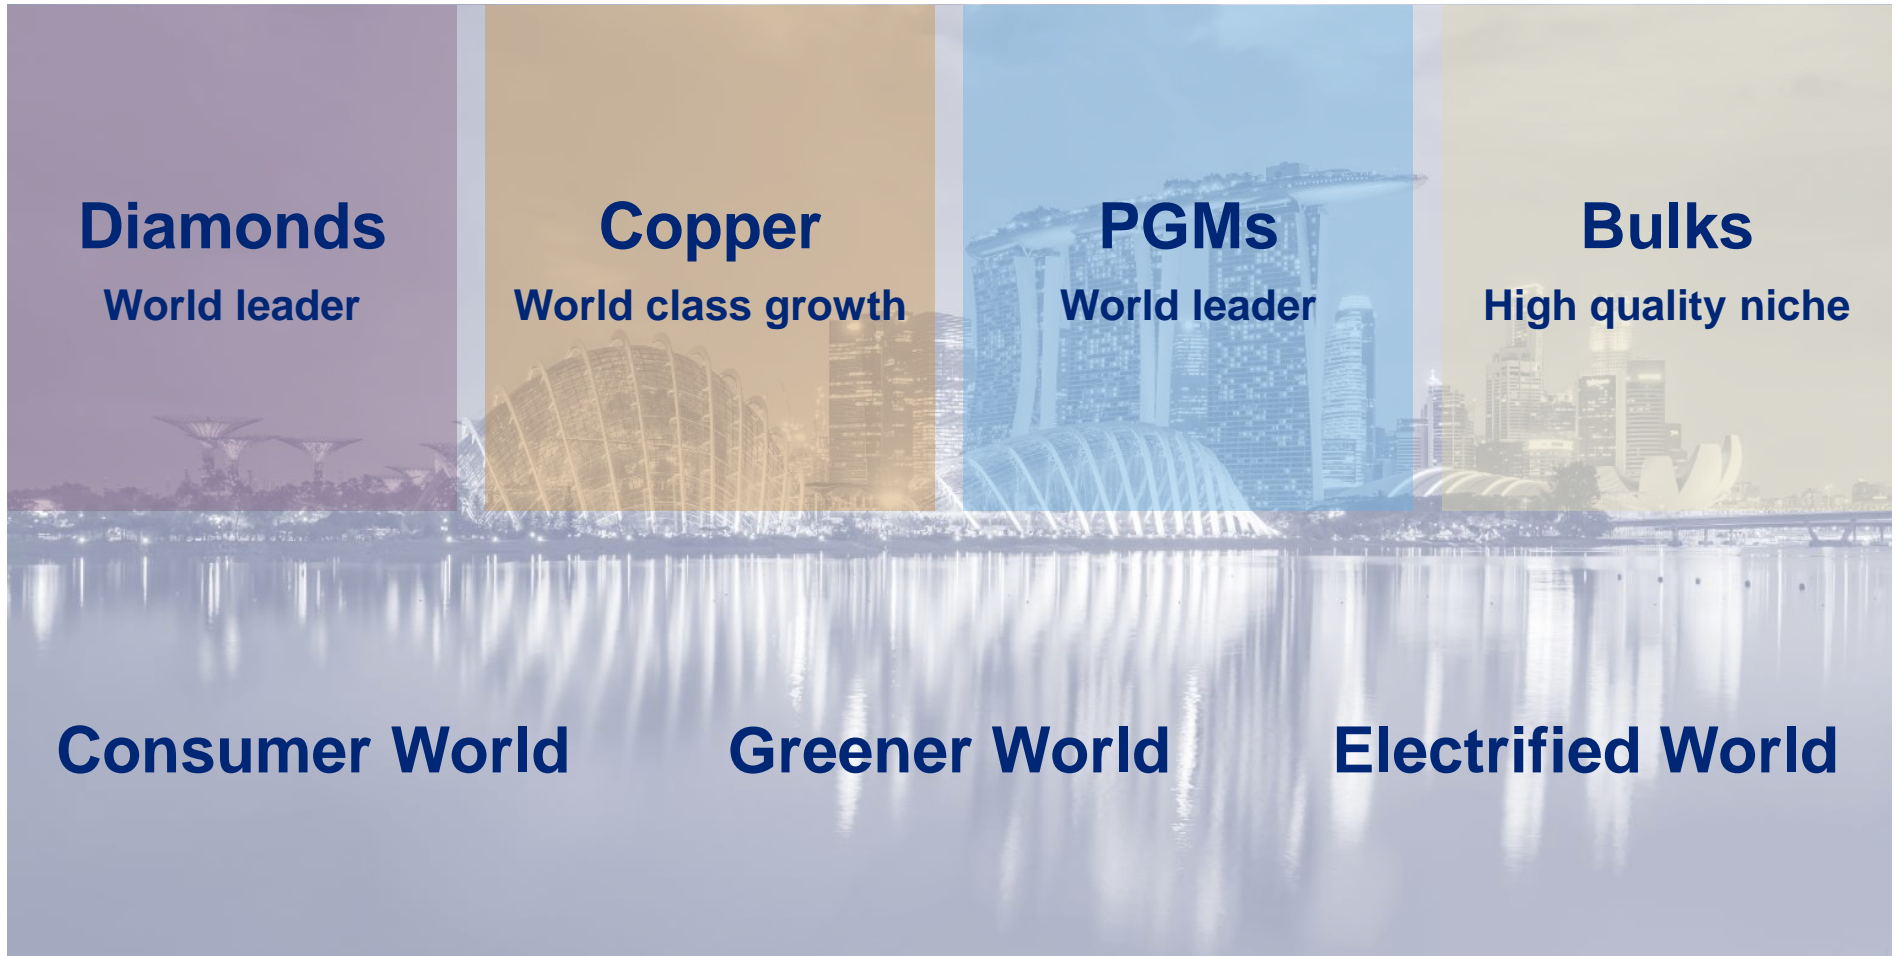 Diamonds
World leader
Copper
World class growth
PGMs
World leader
Bulks
High quality niche
Consumer World
Greener World
Electrified World